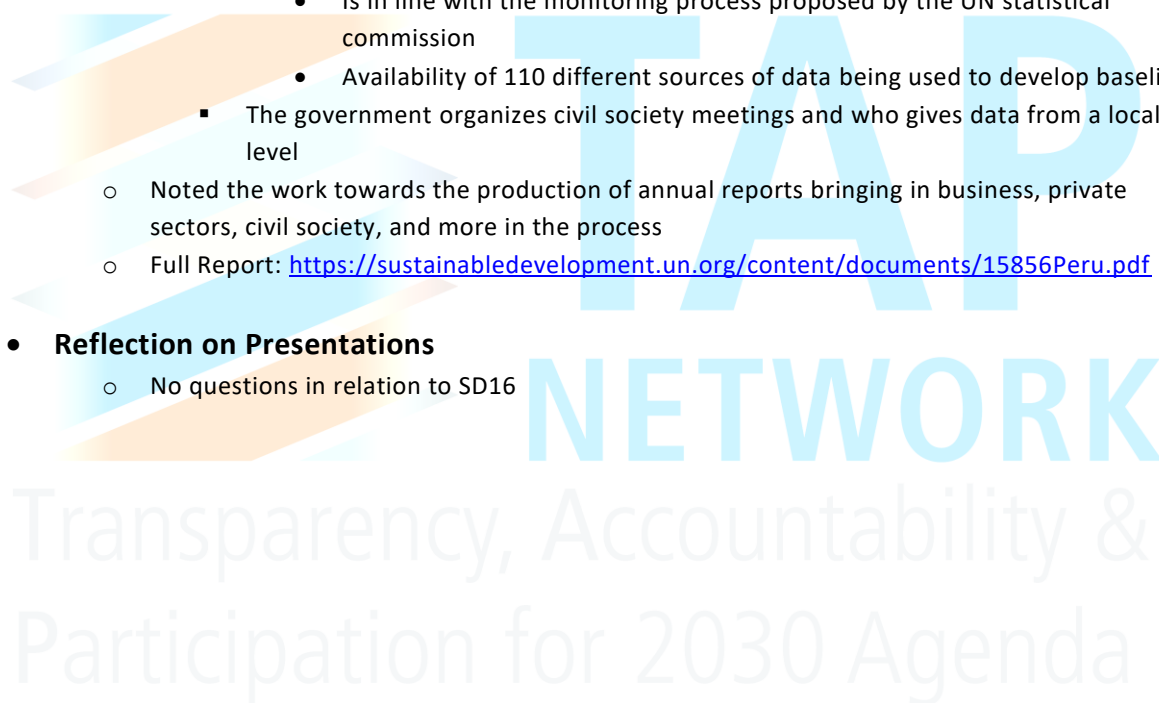 • Is in line with the monitoring process proposed by the UN statistical
commission
• Availability of 110 different sources of data being used to develop
▪ The government organizes civil society meetings and who gives data from a local
level
o Noted the work towards the production of annual reports bringing in business, private
sectors, civil society, and more in the process
o Full Report: https://sustainabledevelopment.un.org/content/documents/15856Peru.pdf
• Reflection on Presentations
o No questions in relation to SD16
TAP
NETWORK
Transparency, Accountability &
Participation for 2030 Agenda